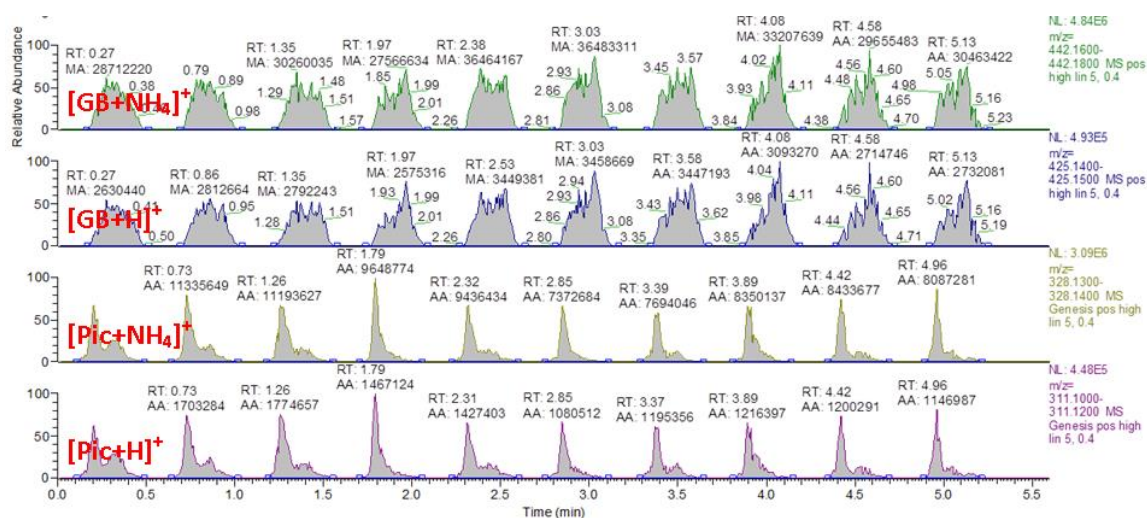 RT: 0.27
MA: 28712220
0.38
0.79
0.89
0.98
RT: 1.35
MA: 30260035
1.29
1.48
1.51
1.57
RT: 1.97
MA: 27566634
1.85
1.99
2.01
2.26
RT: 2.38
MA: 36464167
2.81
RT: 3.03
MA: 36483311
2.93
2.86
3.08
3.45
3.57
3.84
RT: 4.08
MA: 33207639
4.02
3.93
4.11
4.38
RT: 4.58
AA: 29655483
4.56
4.60
4.48
4.65
4.70
RT: 5.13
AA: 30463422
5.05
4.98
5.16
5.23
NL: 4.84E6
m/z=
442.1600-
442.1800 MS pos
high lin 5, 0.4
[GB+NH₄]⁺
100
50
0
Relative Abundance
RT: 0.27
MA: 2630440
0.41
0.50
RT: 0.86
MA: 2812664
0.95
RT: 1.35
MA: 2792243
1.28
1.51
RT: 1.97
MA: 2575316
1.93
1.99
2.01
2.26
RT: 2.53
MA: 3449381
2.80
RT: 3.03
MA: 3458669
2.94
2.93
2.86
3.08
3.35
RT: 3.58
AA: 3447193
3.43
3.62
3.85
RT: 4.08
AA: 3093270
4.04
3.98
4.11
RT: 4.58
AA: 2714746
4.56
4.60
4.44
4.65
4.71
RT: 5.13
AA: 2732081
5.02
5.16
5.19
NL: 4.93E5
m/z=
425.1400-
425.1500 MS pos
high lin 5, 0.4
[GB+H]⁺
100
50
0
RT: 0.73
AA: 11335649
RT: 1.26
AA: 11193627
RT: 1.79
AA: 9648774
RT: 2.32
AA: 9436434
RT: 2.85
AA: 7372684
RT: 3.39
AA: 7694046
RT: 3.89
AA: 8350137
RT: 4.42
AA: 8433677
RT: 4.96
AA: 8087281
NL: 3.09E6
m/z=
328.1300-
328.1400 MS
Genesis pos high
lin 5, 0.4
[Pic+NH₄]⁺
100
50
0
RT: 0.73
AA: 1703284
RT: 1.26
AA: 1774657
RT: 1.79
AA: 1467124
RT: 2.31
AA: 1427403
RT: 2.85
AA: 1080512
RT: 3.37
AA: 1195356
RT: 3.89
AA: 1216397
RT: 4.42
AA: 1200291
RT: 4.96
AA: 1146987
NL: 4.48E5
m/z=
311.1000-
311.1200 MS
Genesis pos high
lin 5, 0.4
[Pic+H]⁺
100
50
0
0.0 0.5 1.0 1.5 2.0 2.5 3.0 3.5 4.0 4.5 5.0 5.5
Time (min)